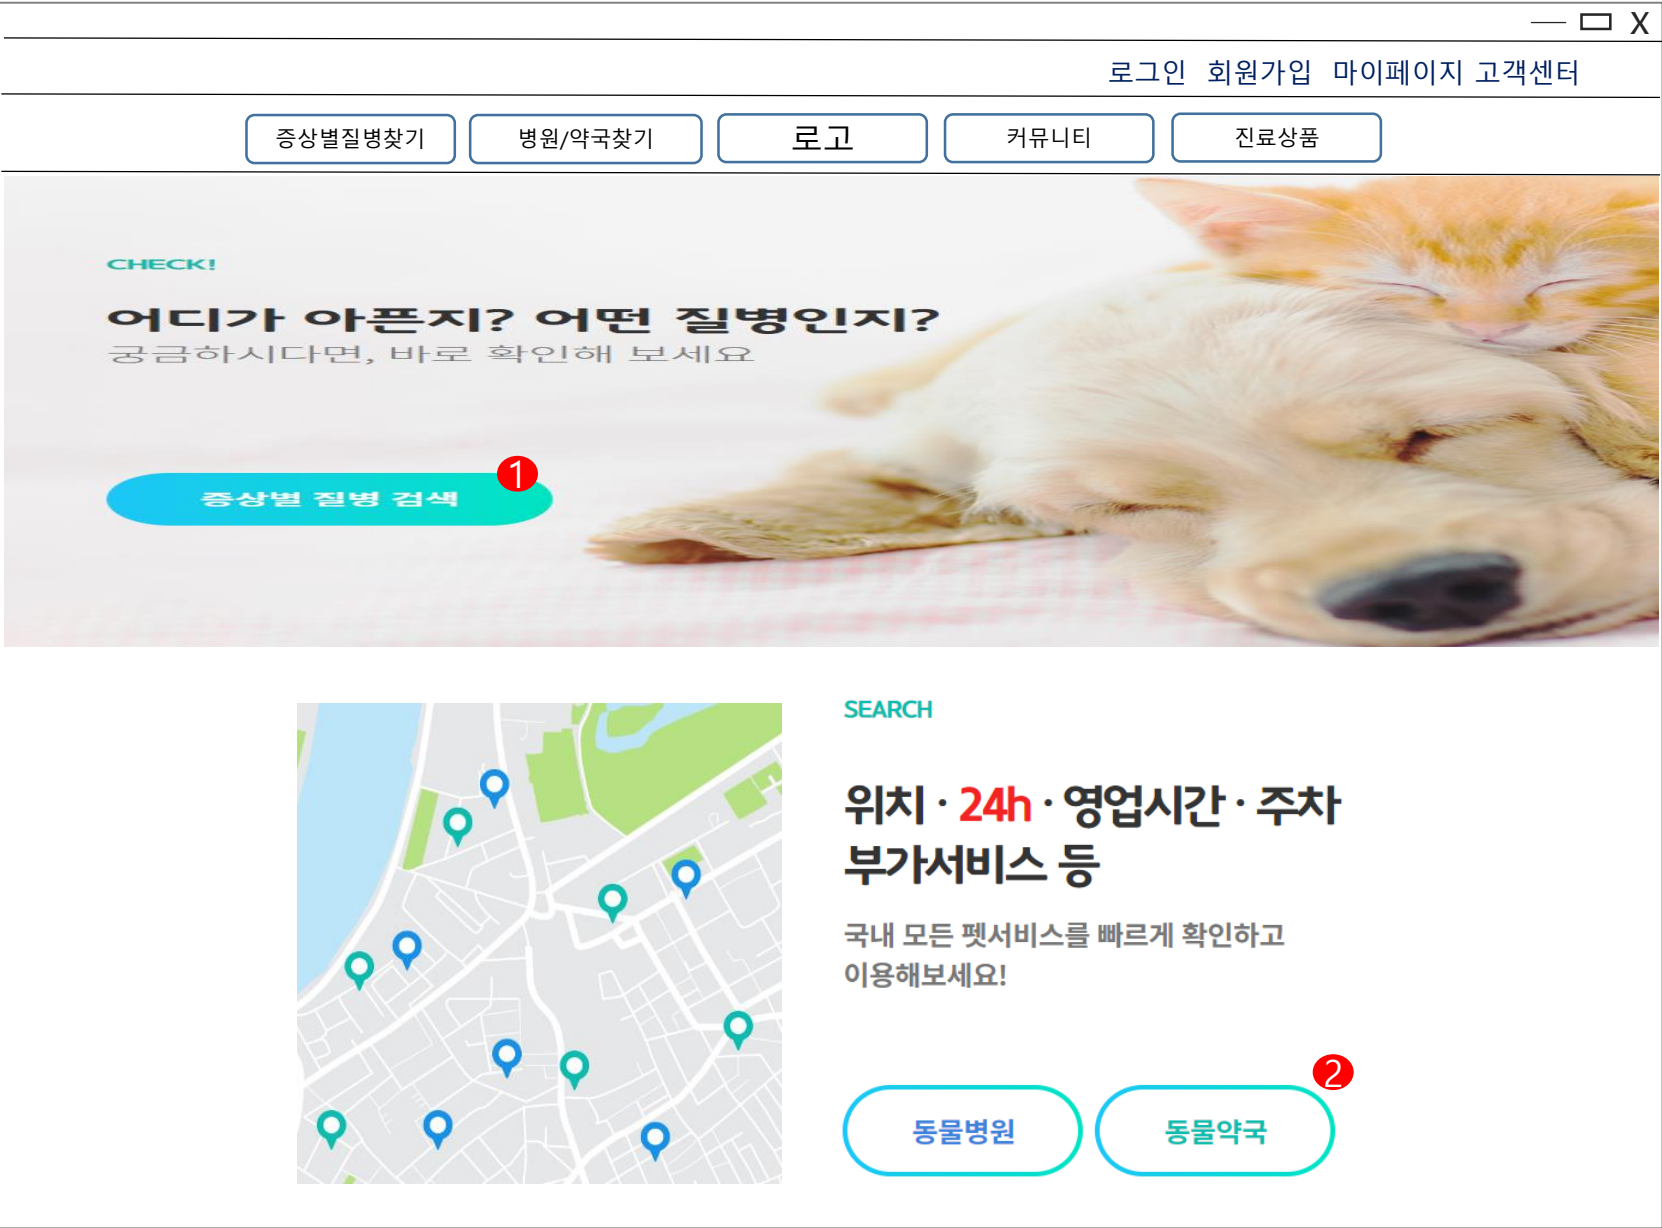 X
로그인 회원가입 마이페이지 고객센터
증상별질병찾기 병원/약국찾기 로고 커뮤니티 진료상품
CHECK!
어디가 아픈지? 어떤 질병인지?
궁금하시다면, 바로 확인해 보세요
1
증상별 질병 검색
SEARCH
위치 · 24h · 영업시간 · 주차
부가서비스 등
국내 모든 펫서비스를 빠르게 확인하고
이용해보세요!
2
동물병원 동물약국